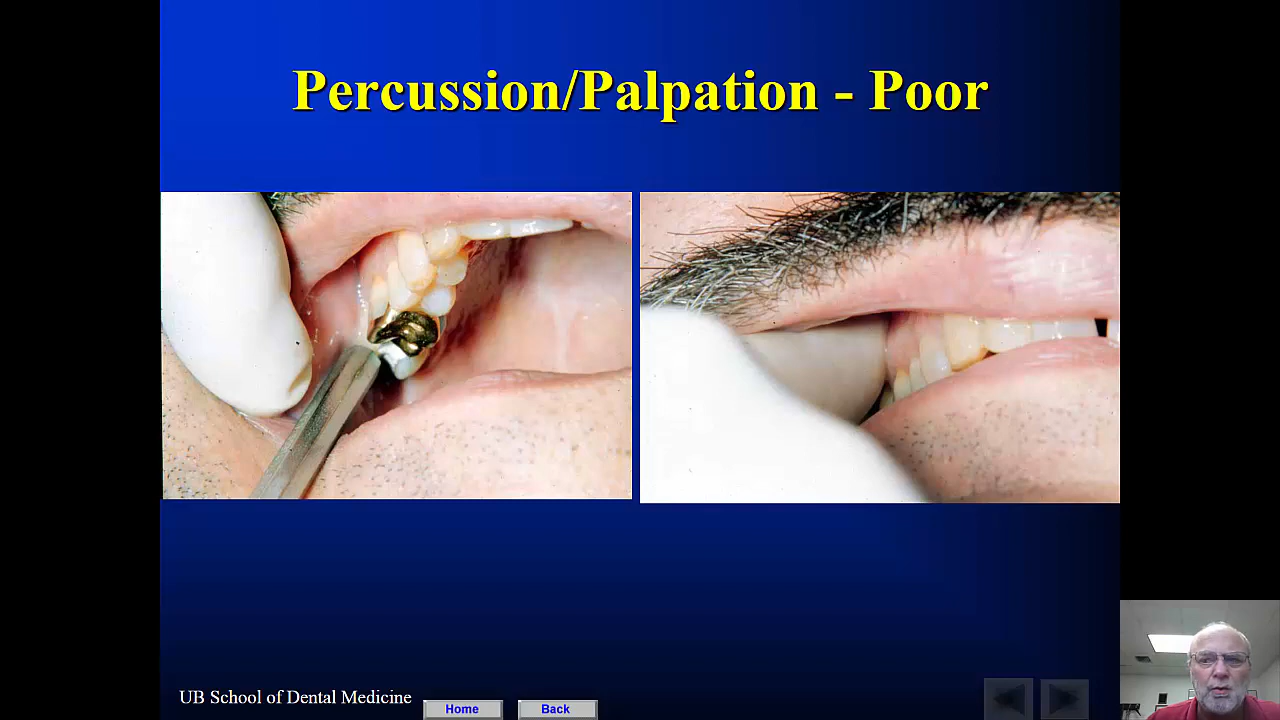 Percussion/Palpation - Poor
UB School of Dental Medicine
Home
Back